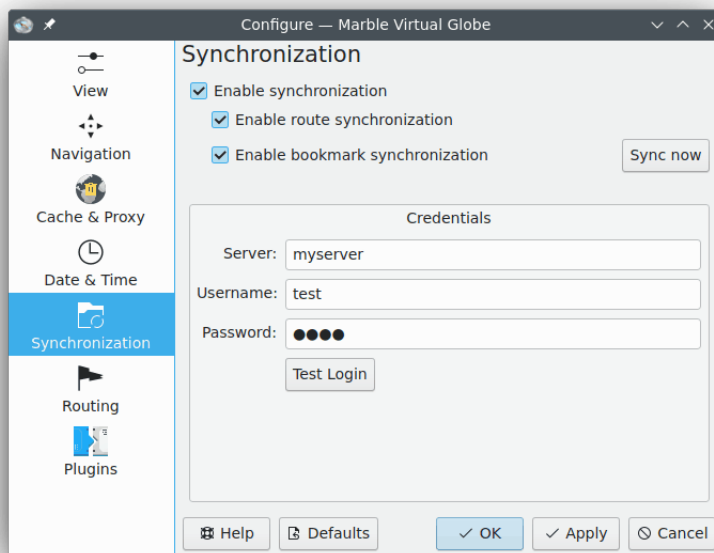 Configure — Marble Virtual Globe
View
Navigation
Cache & Proxy
Date & Time
Synchronization
Routing
Plugins
Synchronization
Enable synchronization
Enable route synchronization
Enable bookmark synchronization
Sync now
Credentials
Server: myserver
Username: test
Password: ●●●●
Test Login
Help Defaults OK Apply Cancel